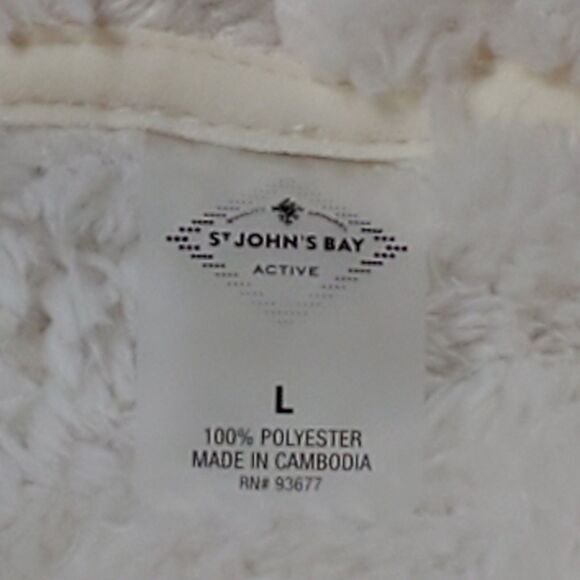 ST JOHN'S BAY
ACTIVE
L
100% POLYESTER
MADE IN CAMBODIA
RN# 93677